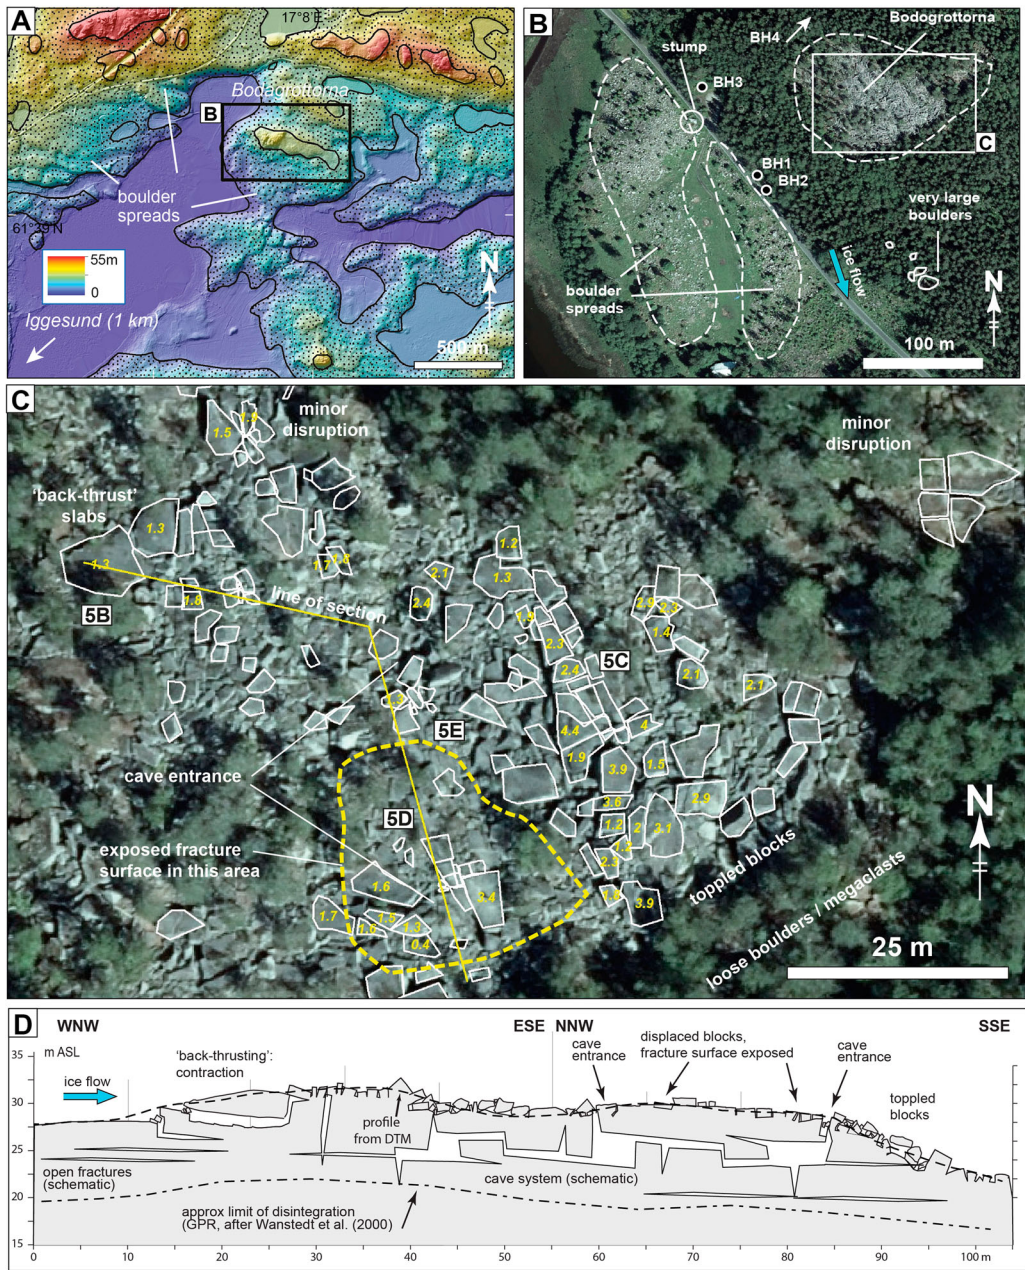 A
17°8'E
Bodagrottorna
B
boulder
spreads
61°39'N
55m
0
N
Iggesund (1 km)
500 m
B
BH4
Bodogrottorna
stump
BH3
C
BH1
BH2
very large
boulders
ice flow
boulder
spreads
N
100 m
C
minor
disruption
minor
disruption
1.5
'back-thrust'
slabs
1.3
1.3
1.2
1.7
1.8
2.1
1.3
1.8
line of section
2.4
2.9
2.3
5B
1.9
1.4
2.3
5C
2.4
2.1
2.1
1.3
4.4
4
5E
1.9
cave entrance
3.9
1.5
3.6
2.9
5D
1.2
2
3.1
N
exposed fracture
surface in this area
1.2
2.3
toppled blocks
1.6
3.4
1.8
3.9
1.7
1.5
1.6
1.3
0.4
loose boulders / megaclasts
25 m
D
WNW
ESE
NNW
SSE
m ASL
35
30
25
20
15
ice flow
'back-thrusting':
contraction
cave
entrance
displaced blocks,
fracture surface exposed
cave
entrance
profile
from DTM
toppled
blocks
open fractures
(schematic)
cave system (schematic)
approx limit of disintegration
(GPR, after Wanstedt et al. (2000)
0
10
20
30
40
50
60
70
80
90
100 m